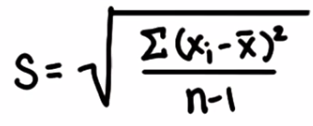 S = √(Σ(xᵢ - x̄)² / (n-1))